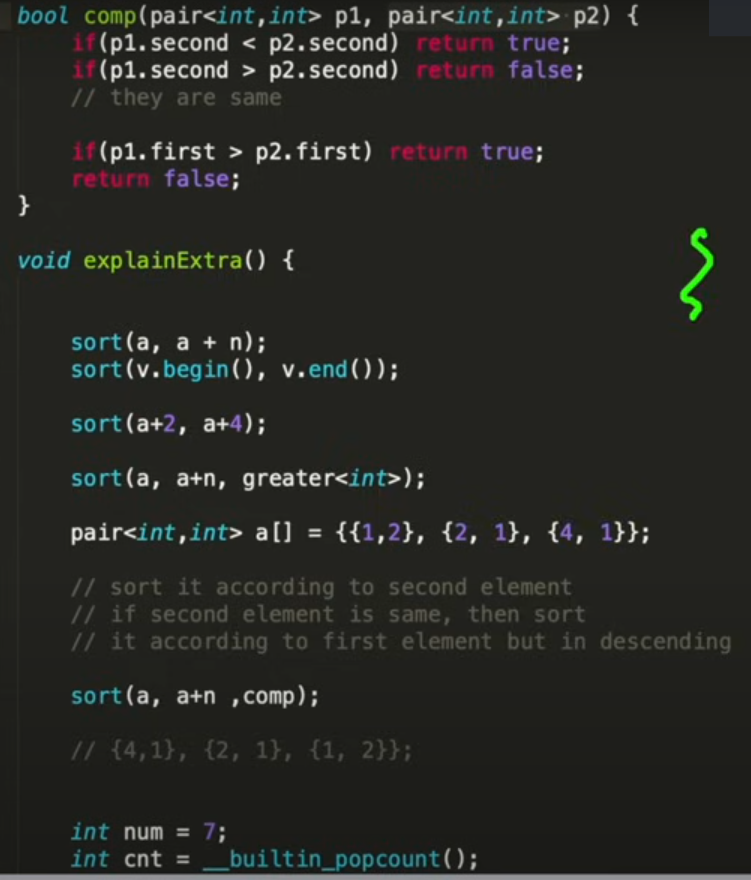 bool comp(pair<int,int> p1, pair<int,int> p2) {
if(p1.second < p2.second) return true;
if(p1.second > p2.second) return false;
// they are same
if(p1.first > p2.first) return true;
return false;
}
void explainExtra() {
sort(a, a + n);
sort(v.begin(), v.end());
sort(a+2, a+4);
sort(a, a+n, greater<int>);
pair<int,int> a[] = {{1,2}, {2, 1}, {4, 1}};
// sort it according to second element
// if second element is same, then sort
// it according to first element but in descending
sort(a, a+n ,comp);
// {4,1}, {2, 1}, {1, 2}};
int num = 7;
int cnt = __builtin_popcount();